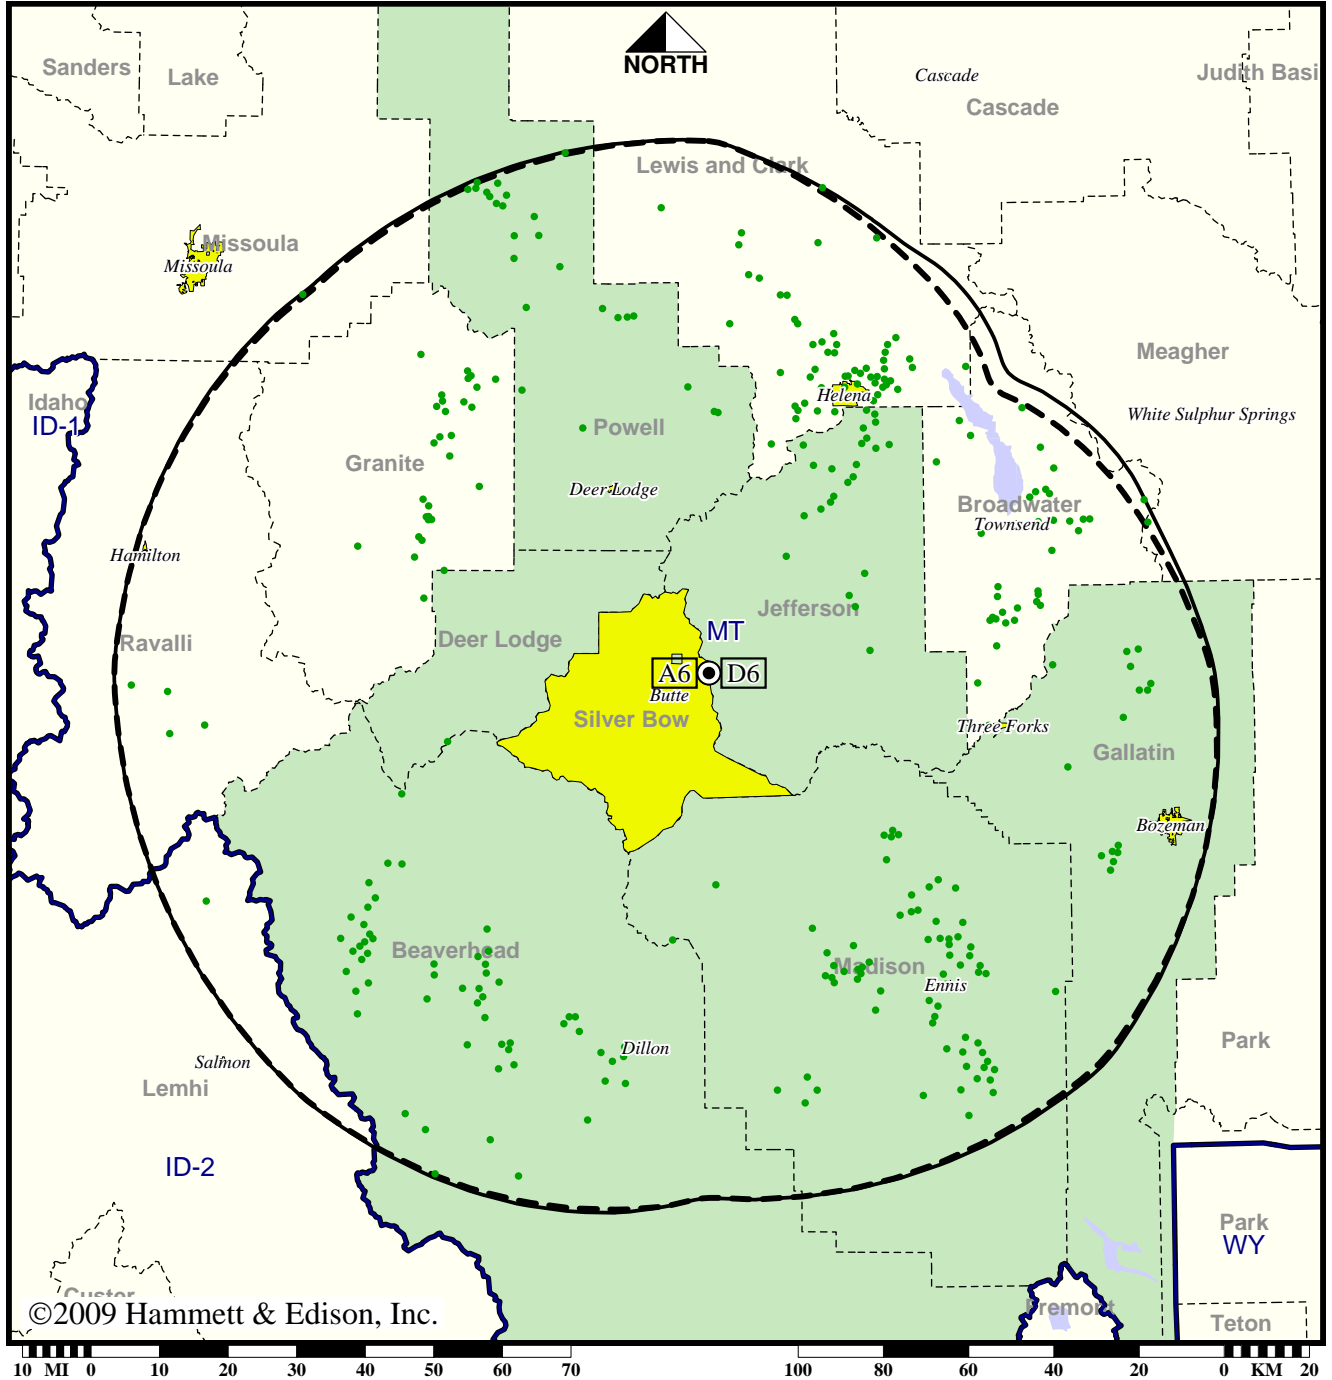 NORTH
Sanders
Lake
Cascade
Cascade
Judith Basi
Lewis and Clark
Missoula
Missoula
Meagher
White Sulphur Springs
Idaho
ID-1
Helena
Powell
Granite
Deer Lodge
Broadwater
Townsend
Hamilton
Jefferson
MT
Ravalli
Deer Lodge
A6
D6
Butte
Silver Bow
Three Forks
Gallatin
Bozeman
Beaverhead
Madison
Ennis
Dillon
Salmon
Lemhi
Park
ID-2
Park
WY
Custer
Fremont
Teton
©2009 Hammett & Edison, Inc.
10 MI 0 10 20 30 40 50 60 70
100 80 60 40 20 0 KM 20